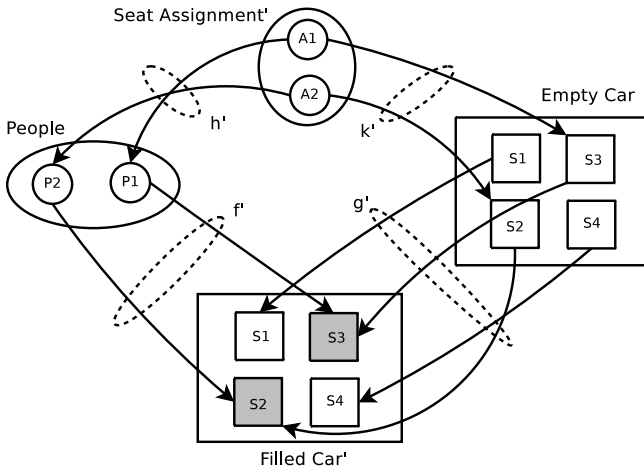 Seat Assignment'
A1
A2
h'
k'
Empty Car
S1
S3
S2
S4
People
P2
P1
f'
g'
S1
S3
S2
S4
Filled Car'